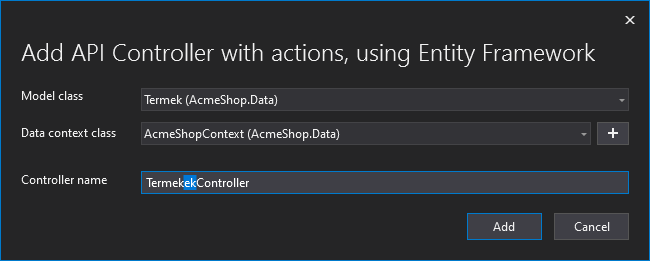 Add API Controller with actions, using Entity Framework
Model class
Termek (AcmeShop.Data)
Data context class
AcmeShopContext (AcmeShop.Data)
Controller name
TermekekController
Add
Cancel